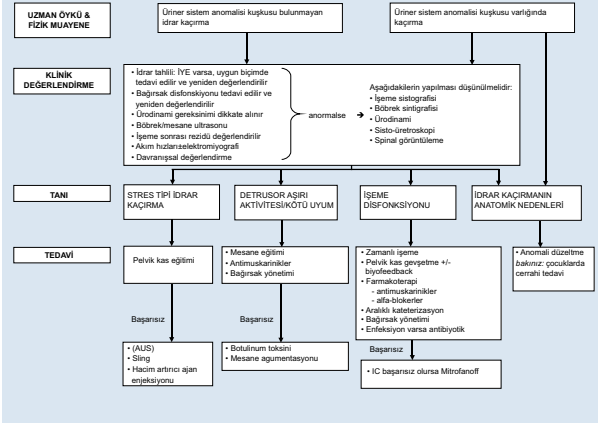 UZMAN ÖYKÜ &
FİZİK MUAYENE
Üriner sistem anomalisi kuşkusu bulunmayan
idrar kaçırma
Üriner sistem anomalisi kuşkusu varlığında
kaçırma
KLİNİK
DEĞERLENDİRME
• İdrar tahlili: İYE varsa, uygun biçimde
tedavi edilir ve yeniden değerlendirilir
• Bağırsak disfonskiyonu tedavi edilir ve
yeniden değerlendirilir
• Ürodinami gereksinimi dikkate alınır
• Böbrek/mesane ultrasonu
• İşeme sonrası rezidü değerlendirilir
• Akım hızları±elektromiyografi
• Davranışsal değerlendirme
anormalse
Aşağıdakilerin yapılması düşünülmelidir:
• İşeme sistografisi
• Böbrek sintigrafisi
• Ürodinami
• Sisto-üretroskopi
• Spinal görüntüleme
TANI
STRES TİPİ İDRAR
KAÇIRMA
DETRUSOR AŞIRI
AKTİVİTESİ/KÖTÜ UYUM
İŞEME
DİSFONKSİYONU
İDRAR KAÇIRMANIN
ANATOMİK NEDENLERİ
TEDAVİ
Pelvik kas eğitimi
• Mesane eğitimi
• Antimuskarinikler
• Bağırsak yönetimi
• Zamanlı işeme
• Pelvik kas gevşetme +/-
biyofeedback
• Farmakoterapi
- antimuskarinikler
- alfa-blokerler
• Aralıklı kateterizasyon
• Bağırsak yönetimi
• Enfeksiyon varsa antibiyotik
• Anomali düzeltme
bakınız: çocuklarda
cerrahi tedavi
Başarısız
Başarısız
Başarısız
• (AUS)
• Sling
• Hacim artırıcı ajan
enjeksiyonu
• Botulinum toksini
• Mesane agumentasyonu
• IC başarısız olursa Mitrofanoff